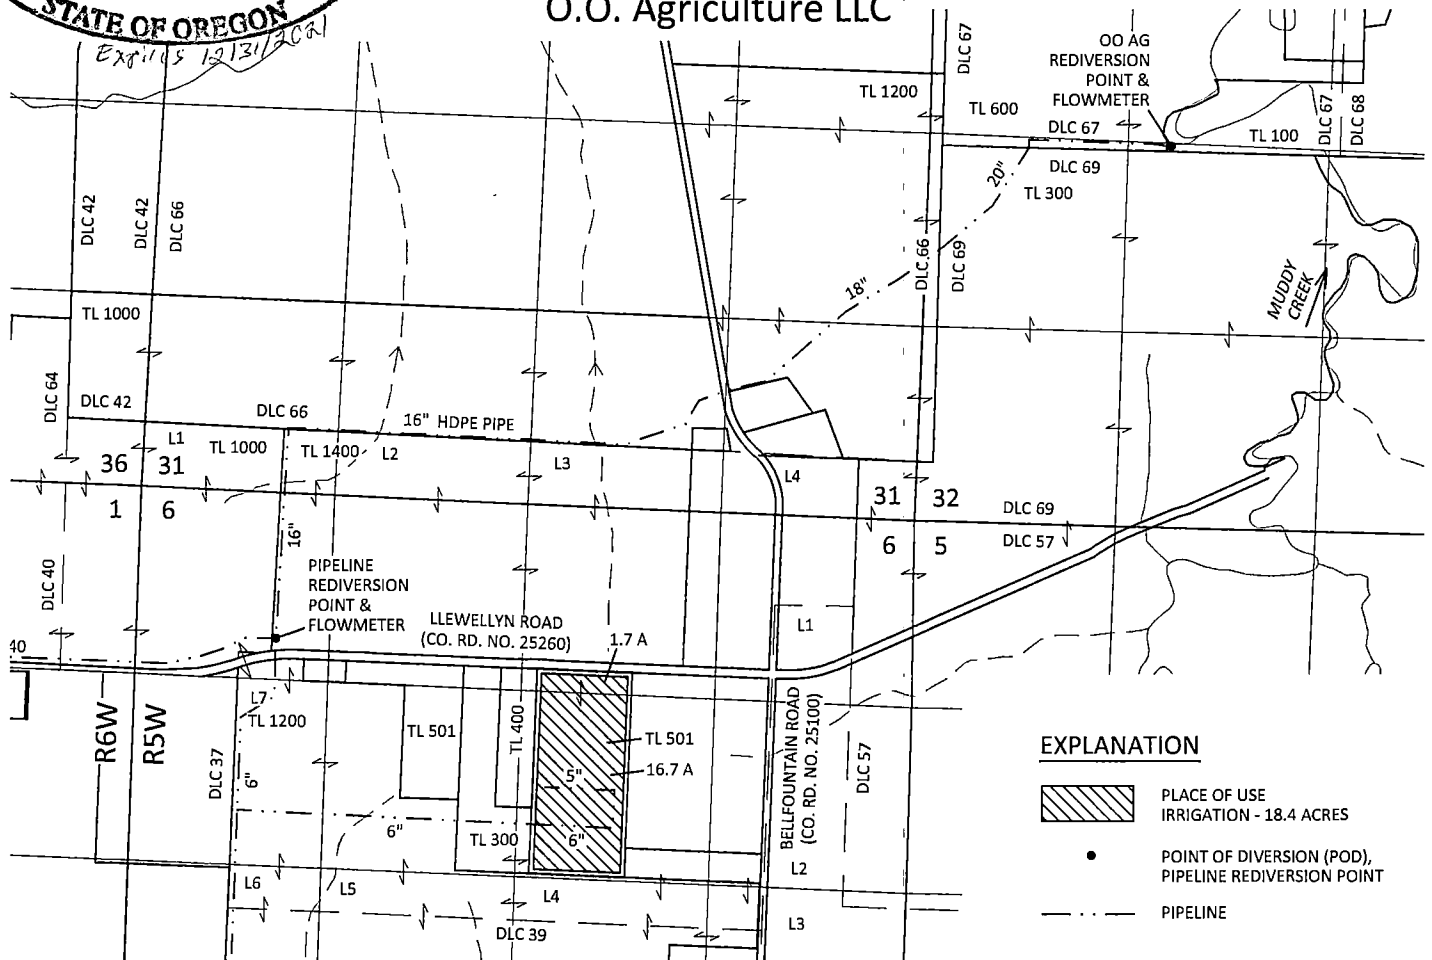 STATE OF OREGON
Expires 12/31/2021
O.O. Agriculture LLC
DLC 67
OO AG
REDIVERSION
POINT &
FLOWMETER
TL 1200
TL 600
DLC 67
TL 100
DLC 67
DLC 68
DLC 69
TL 300
20"
DLC 42
DLC 42
DLC 66
DLC 66
DLC 69
18"
MUDDY
CREEK
TL 1000
DLC 64
DLC 42
DLC 66
16" HDPE PIPE
L1
TL 1000
TL 1400
L2
L3
L4
36
31
31
32
1
6
6
5
DLC 69
DLC 57
16"
DLC 40
PIPELINE
REDIVERSION
POINT &
FLOWMETER
LLEWELLYN ROAD
(CO. RD. NO. 25260)
1.7 A
L1
40
R6W
R5W
L7
TL 1200
DLC 37
6"
TL 501
TL 400
TL 501
16.7 A
5"
6"
6"
TL 300
BELLFOUNTAIN ROAD
(CO. RD. NO. 25100)
DLC 57
L6
L5
L4
L2
L3
DLC 39
EXPLANATION
PLACE OF USE
IRRIGATION - 18.4 ACRES
POINT OF DIVERSION (POD),
PIPELINE REDIVERSION POINT
PIPELINE